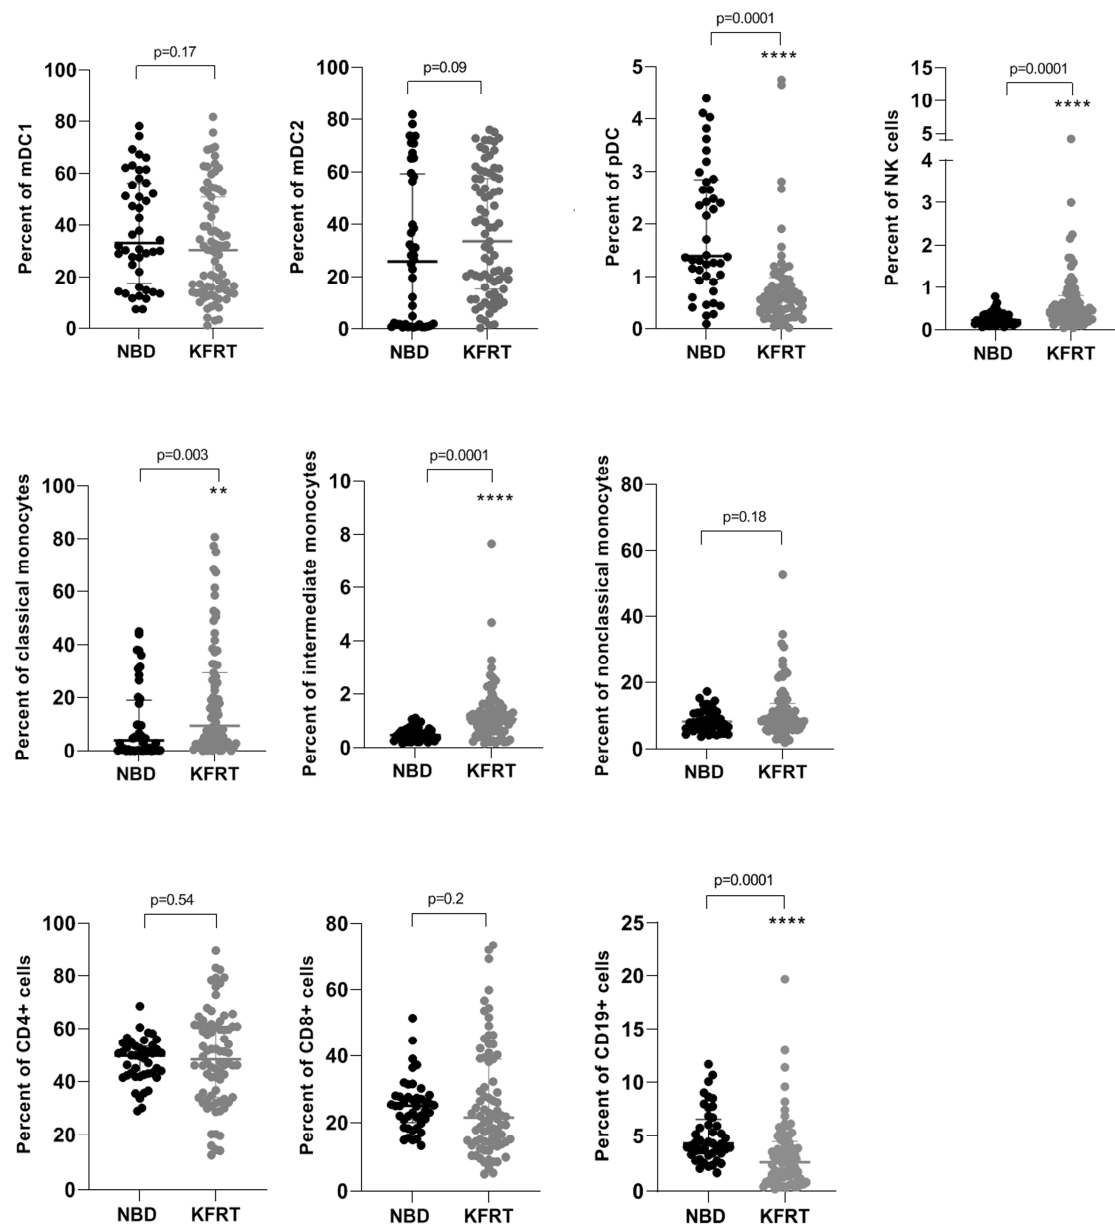 p=0.17
Percent of mDC1
100
80
60
40
20
0
NBD KFRT
p=0.09
Percent of mDC2
100
80
60
40
20
0
NBD KFRT
p=0.0001
****
Percent of pDC
5
4
3
2
1
0
NBD KFRT
p=0.0001
****
Percent of NK cells
15
10
5
4
3
2
1
0
NBD KFRT
p=0.003
**
Percent of classical monocytes
100
80
60
40
20
0
NBD KFRT
p=0.0001
****
Percent of intermediate monocytes
10
8
6
4
2
0
NBD KFRT
p=0.18
Percent of nonclassical monocytes
80
60
40
20
0
NBD KFRT
p=0.54
Percent of CD4+ cells
100
80
60
40
20
0
NBD KFRT
p=0.2
Percent of CD8+ cells
80
60
40
20
0
NBD KFRT
p=0.0001
****
Percent of CD19+ cells
25
20
15
10
5
0
NBD KFRT